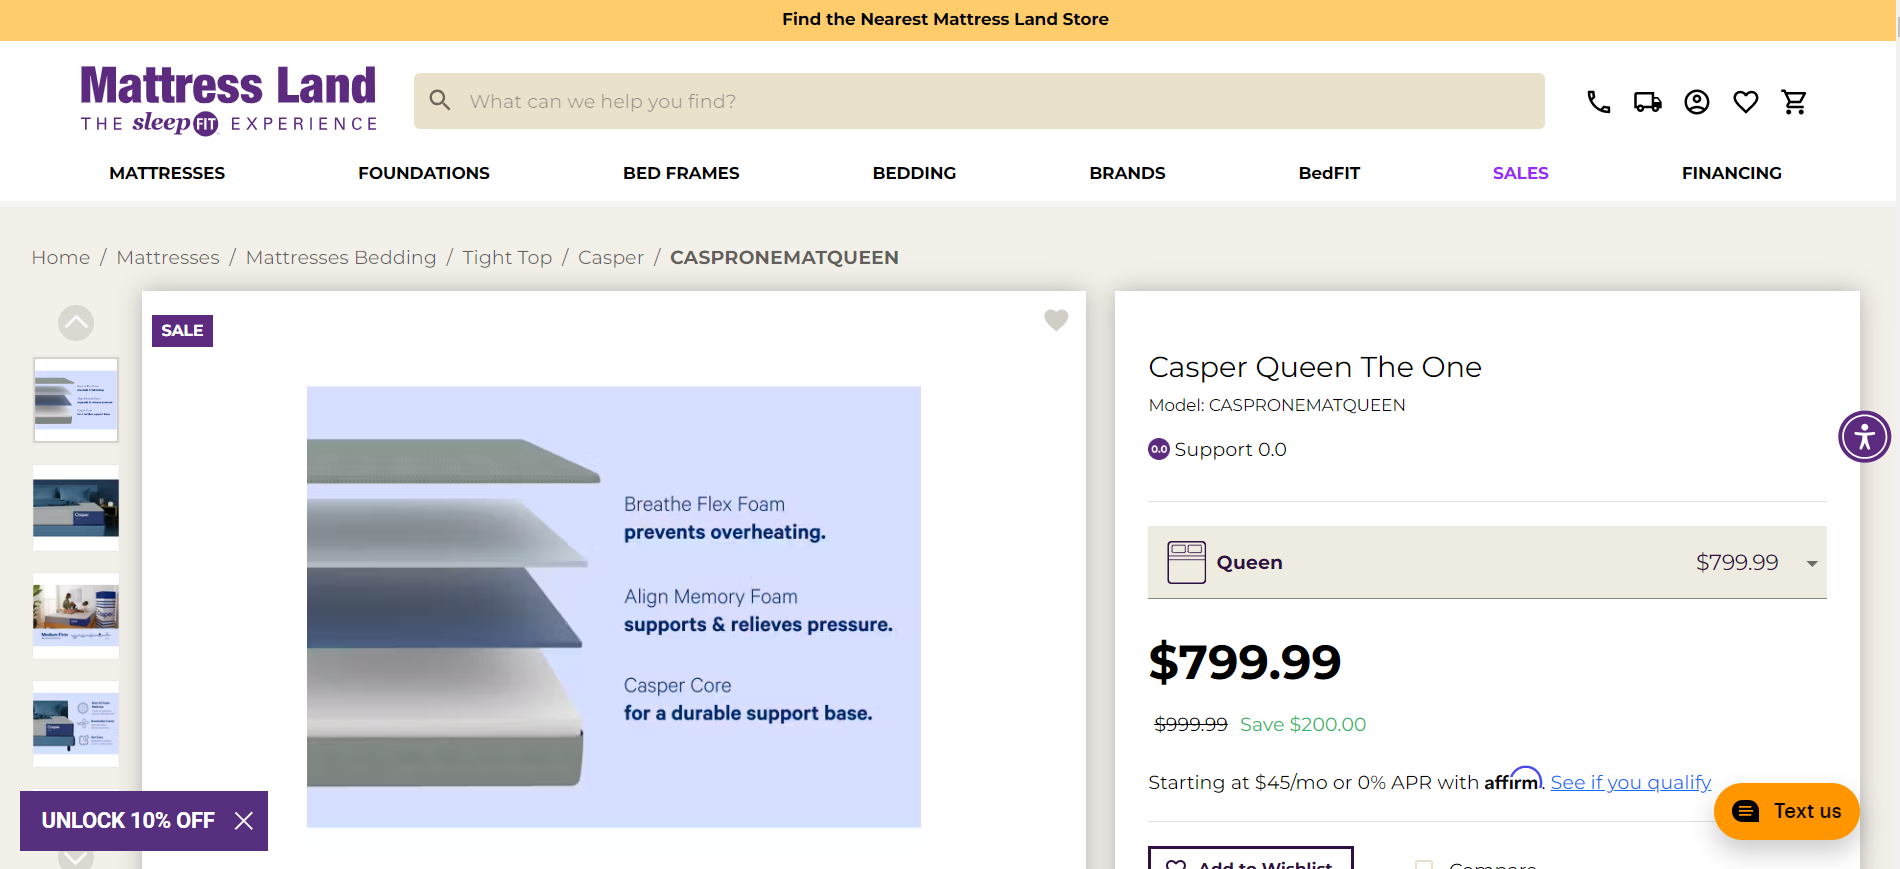 Find the Nearest Mattress Land Store
Mattress Land
THE sleep FIT EXPERIENCE
What can we help you find?
MATTRESSES
FOUNDATIONS
BED FRAMES
BEDDING
BRANDS
BedFIT
SALES
FINANCING
Home / Mattresses / Mattresses Bedding / Tight Top / Casper / CASPRONEMATQUEEN
SALE
Breathe Flex Foam
prevents overheating.
Align Memory Foam
supports & relieves pressure.
Casper Core
for a durable support base.
Casper Queen The One
Model: CASPRONEMATQUEEN
0.0 Support 0.0
Queen
$799.99
$799.99
$999.99 Save $200.00
Starting at $45/mo or 0% APR with affirm. See if you qualify
Add to Wishlist
Compare
UNLOCK 10% OFF
Text us